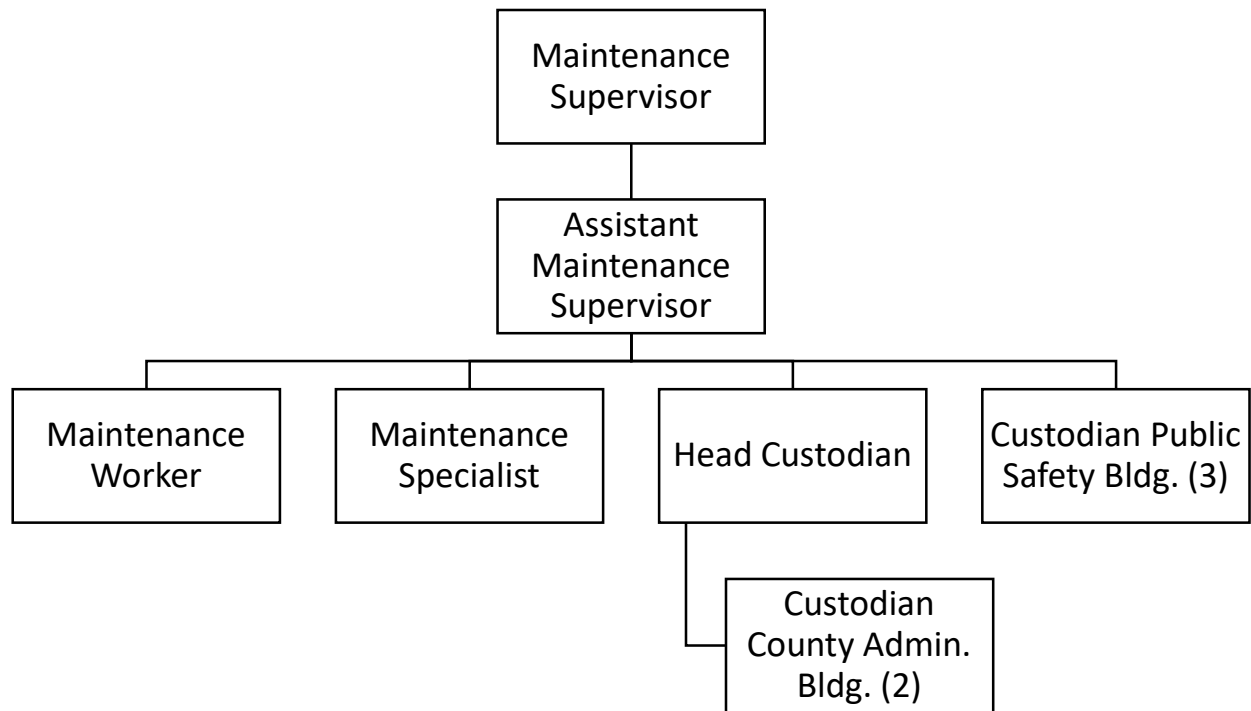 Maintenance
Supervisor
Assistant
Maintenance
Supervisor
Maintenance
Worker
Maintenance
Specialist
Head Custodian
Custodian Public
Safety Bldg. (3)
Custodian
County Admin.
Bldg. (2)